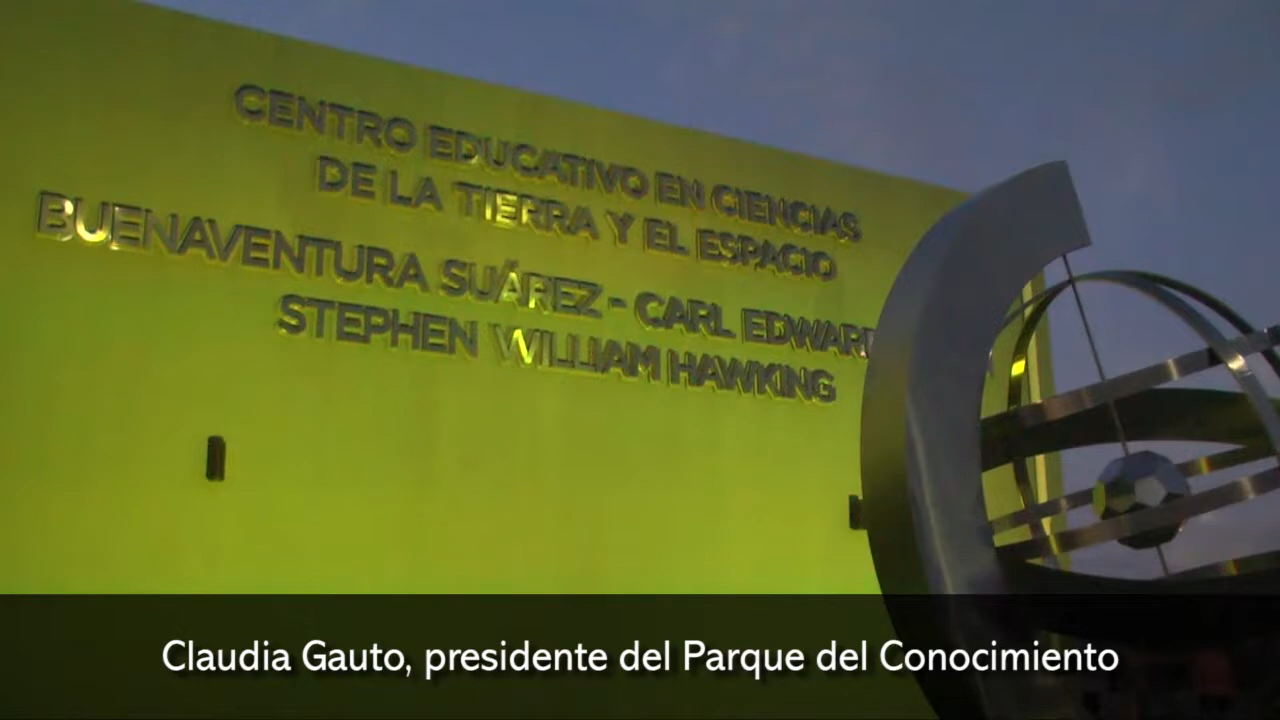 CENTRO EDUCATIVO EN CIENCIAS
DE LA TIERRA Y EL ESPACIO
BUENAVENTURA SUÁREZ - CARL EDWARD
STEPHEN WILLIAM HAWKING
Claudia Gauto, presidente del Parque del Conocimiento